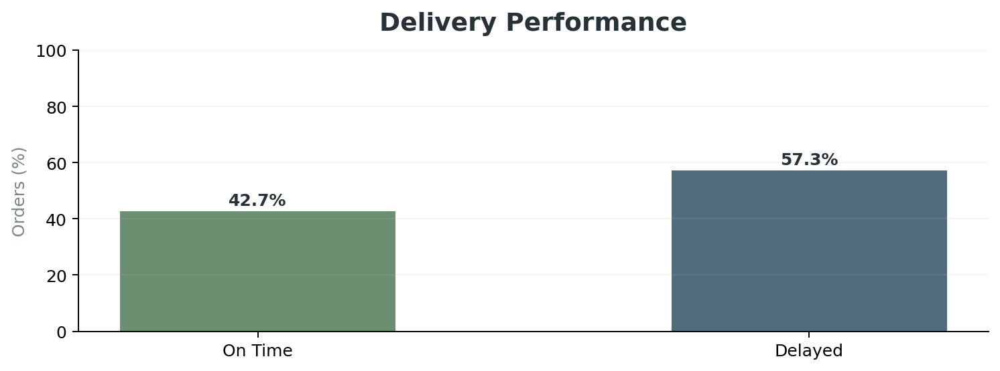 Delivery Performance
Orders (%)
100
80
60
40
20
0
42.7%
57.3%
On Time
Delayed